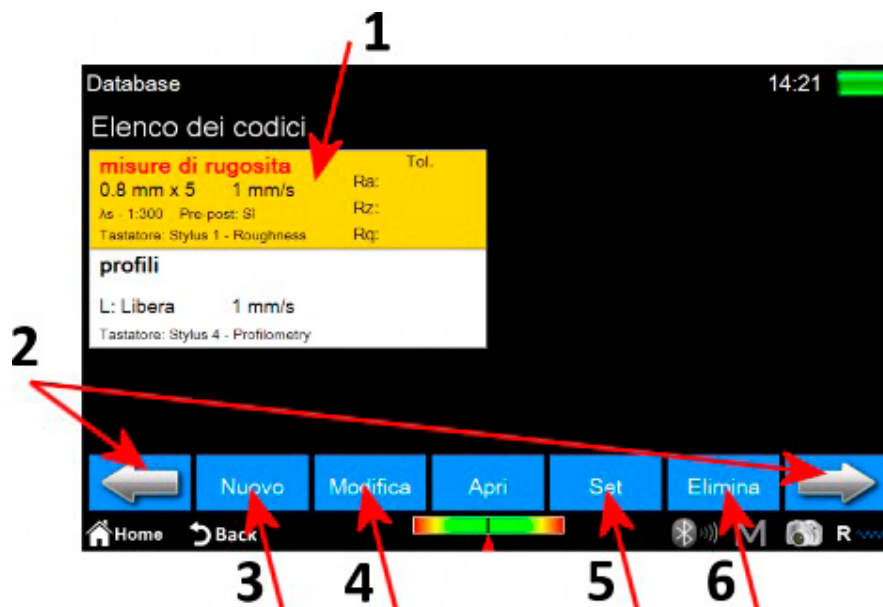 1
Database 14:21
Elenco dei codici
misure di rugosita Tol.
0.8 mm x 5 1 mm/s Ra:
λs - 1:300 Pre-post: SI Rz:
Tastatore: Stylus 1 - Roughness Rq:
profili
L: Libera 1 mm/s
Tastatore: Stylus 4 - Profilometry
2
Nuovo Modifica Apri Set Elimina
Home Back M R
3 4 5 6